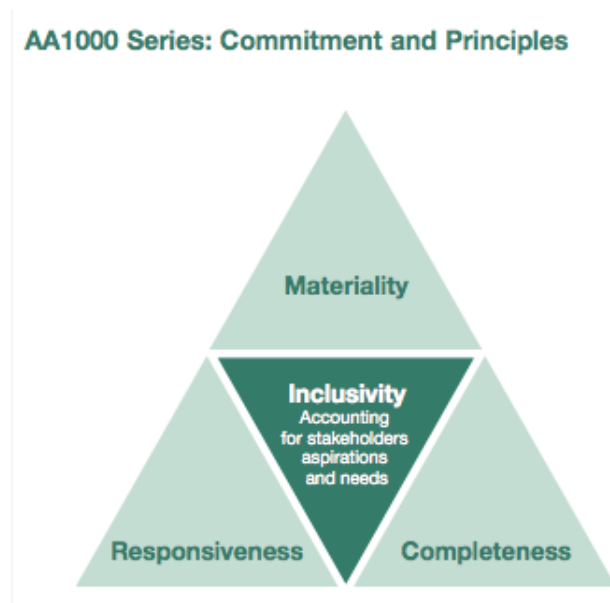 AA1000 Series: Commitment and Principles
Materiality
Inclusivity
Accounting
for stakeholders
aspirations
and needs
Responsiveness
Completeness